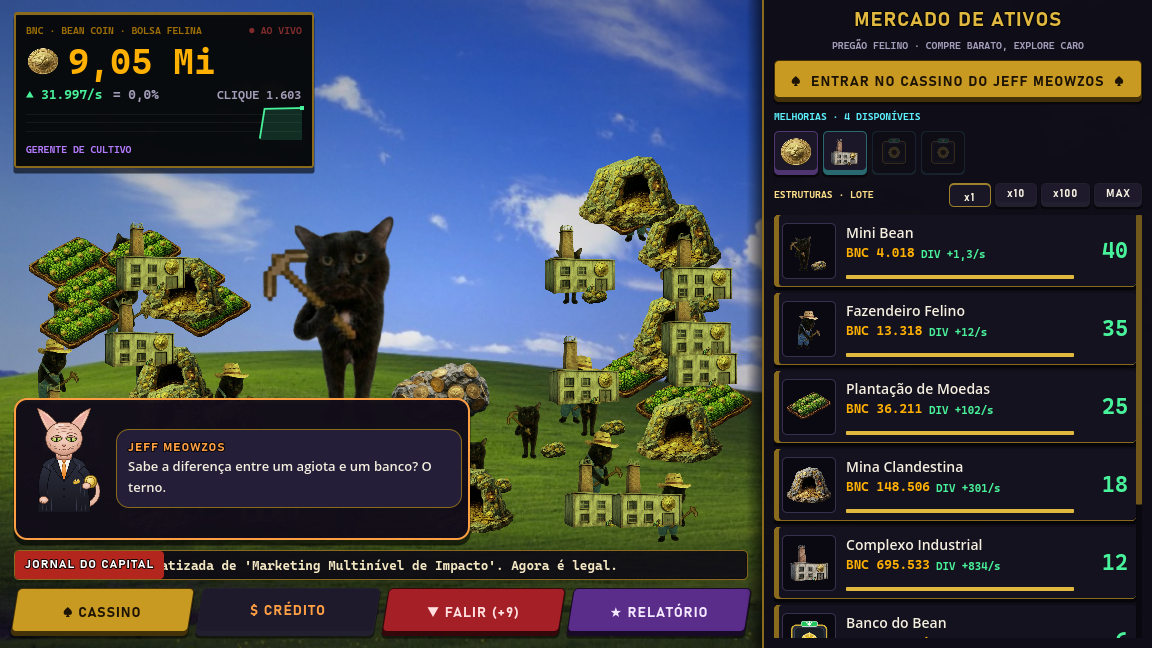 BNC · BEAN COIN · BOLSA FELINA
● AO VIVO
9,05 Mi
▲ 31.997/s = 0,0%
CLIQUE 1.603
GERENTE DE CULTIVO
JEFF MEOWZOS
Sabe a diferença entre um agiota e um banco? O
terno.
JORNAL DO CAPITAL
atizada de 'Marketing Multinível de Impacto'. Agora é legal.
♠ CASSINO
$ CRÉDITO
▼ FALIR (+9)
★ RELATÓRIO
MERCADO DE ATIVOS
PREGÃO FELINO · COMPRE BARATO, EXPLORE CARO
♠ ENTRAR NO CASSINO DO JEFF MEOWZOS ♠
MELHORIAS · 4 DISPONÍVEIS
ESTRUTURAS · LOTE
x1
x10
x100
MAX
Mini Bean
BNC 4.018 DIV +1,3/s
40
Fazendeiro Felino
BNC 13.318 DIV +12/s
35
Plantação de Moedas
BNC 36.211 DIV +102/s
25
Mina Clandestina
BNC 148.506 DIV +301/s
18
Complexo Industrial
BNC 695.533 DIV +834/s
12
Banco do Bean